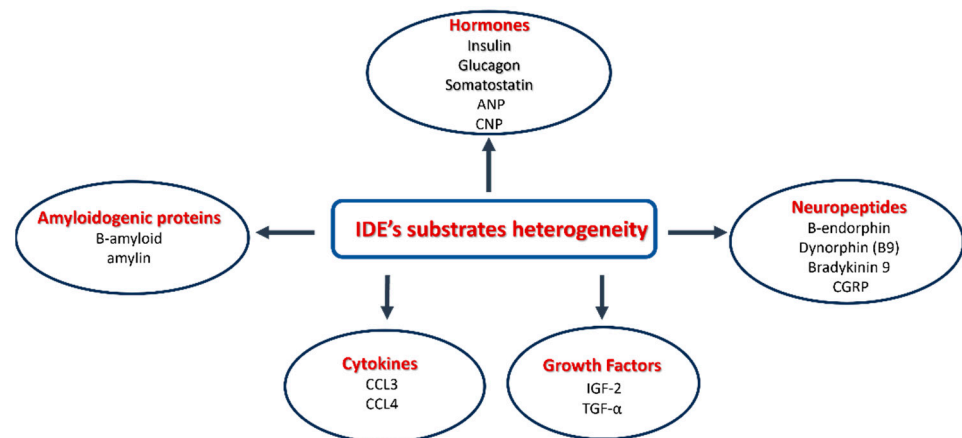 Hormones
Insulin
Glucagon
Somatostatin
ANP
CNP
Amyloidogenic proteins
B-amyloid
amylin
IDE's substrates heterogeneity
Neuropeptides
B-endorphin
Dynorphin (B9)
Bradykinin 9
CGRP
Cytokines
CCL3
CCL4
Growth Factors
IGF-2
TGF-α